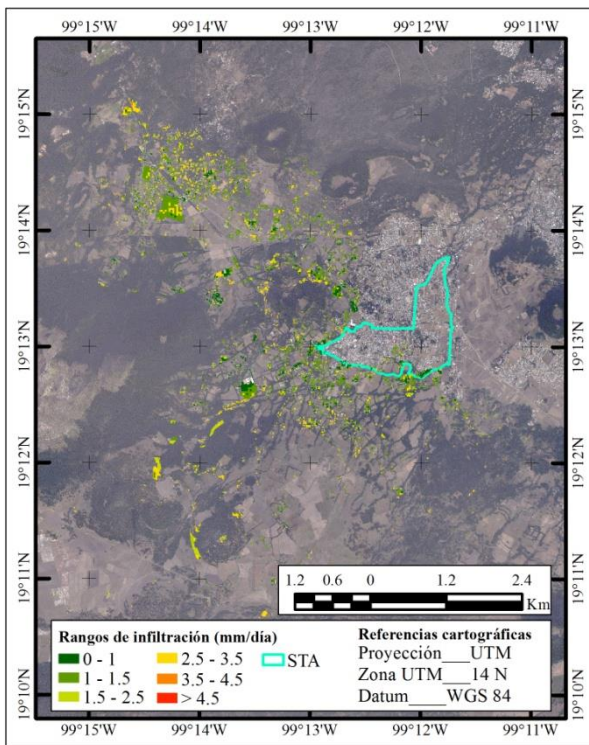 99°15'W 99°14'W 99°13'W 99°12'W 99°11'W
19°15'N 19°15'N
19°14'N 19°14'N
19°13'N 19°13'N
19°12'N 19°12'N
19°11'N 19°11'N
1.2 0.6 0 1.2 2.4
Km
Rangos de infiltración (mm/día)
0 - 1 2.5 - 3.5 STA
1 - 1.5 3.5 - 4.5
1.5 - 2.5 > 4.5
Referencias cartográficas
Proyección___UTM
Zona UTM___14 N
Datum____WGS 84
19°10'N 19°10'N
99°15'W 99°14'W 99°13'W 99°12'W 99°11'W